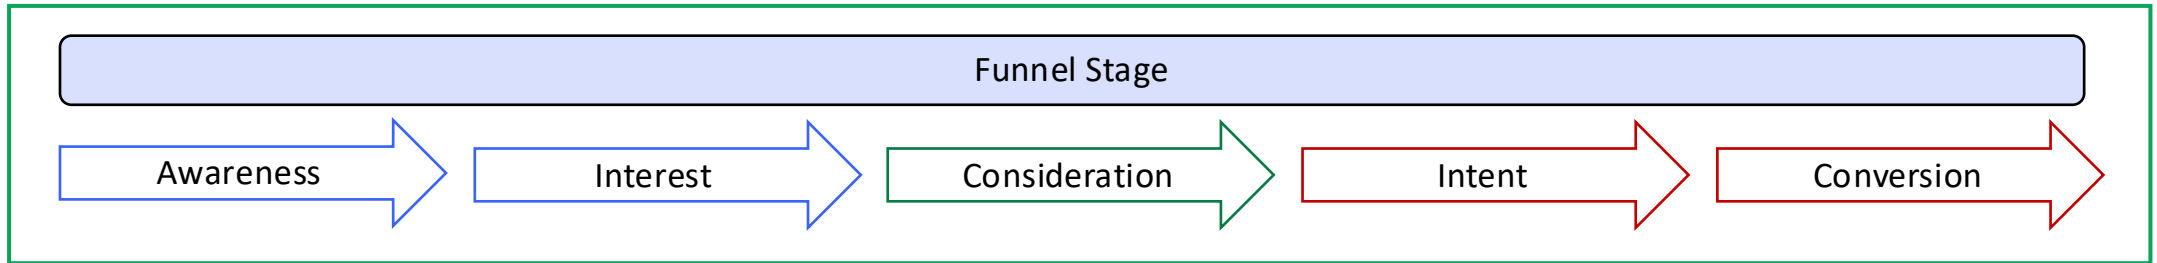 Funnel Stage
Awareness
Interest
Consideration
Intent
Conversion